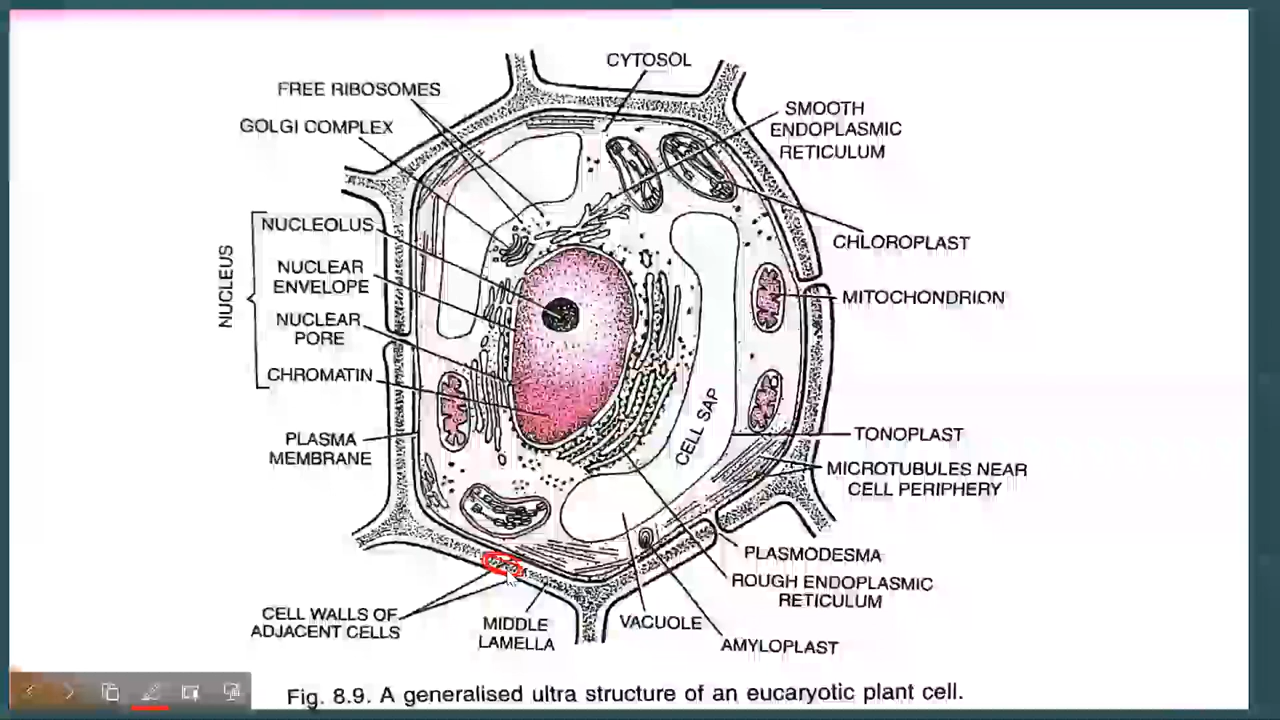 CYTOSOL
FREE RIBOSOMES
GOLGI COMPLEX
SMOOTH
ENDOPLASMIC
RETICULUM
NUCLEUS
NUCLEOLUS
NUCLEAR
ENVELOPE
NUCLEAR
PORE
CHROMATIN
PLASMA
MEMBRANE
CHLOROPLAST
MITOCHONDRION
CELL SAP
TONOPLAST
MICROTUBULES NEAR
CELL PERIPHERY
PLASMODESMA
ROUGH ENDOPLASMIC
RETICULUM
CELL WALLS OF
ADJACENT CELLS
MIDDLE
LAMELLA
VACUOLE
AMYLOPLAST
Fig. 8.9. A generalised ultra structure of an eucaryotic plant cell.